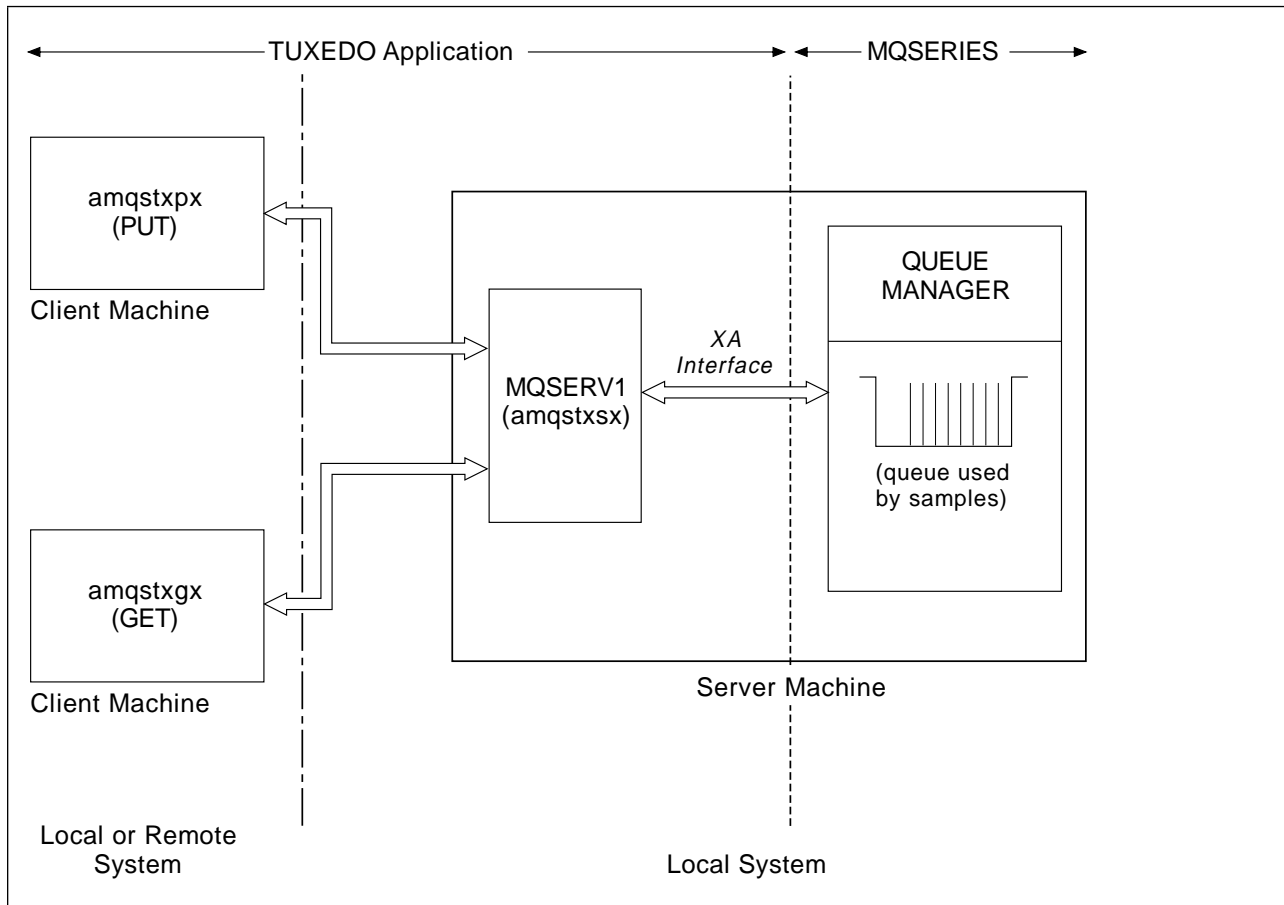 TUXEDO Application
MQSERIES
amqstxpx
(PUT)
Client Machine
QUEUE
MANAGER
XA
Interface
MQSERV1
(amqstxsx)
(queue used
by samples)
amqstxgx
(GET)
Client Machine
Server Machine
Local or Remote
System
Local System